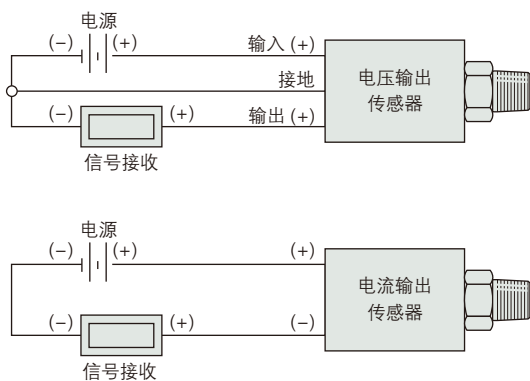 电源
(−) (+) 输入 (+)
接地
(−) (+) 输出 (+)
信号接收
电压输出
传感器
电源
(−) (+) (+)
(−) (+) (−)
信号接收
电流输出
传感器